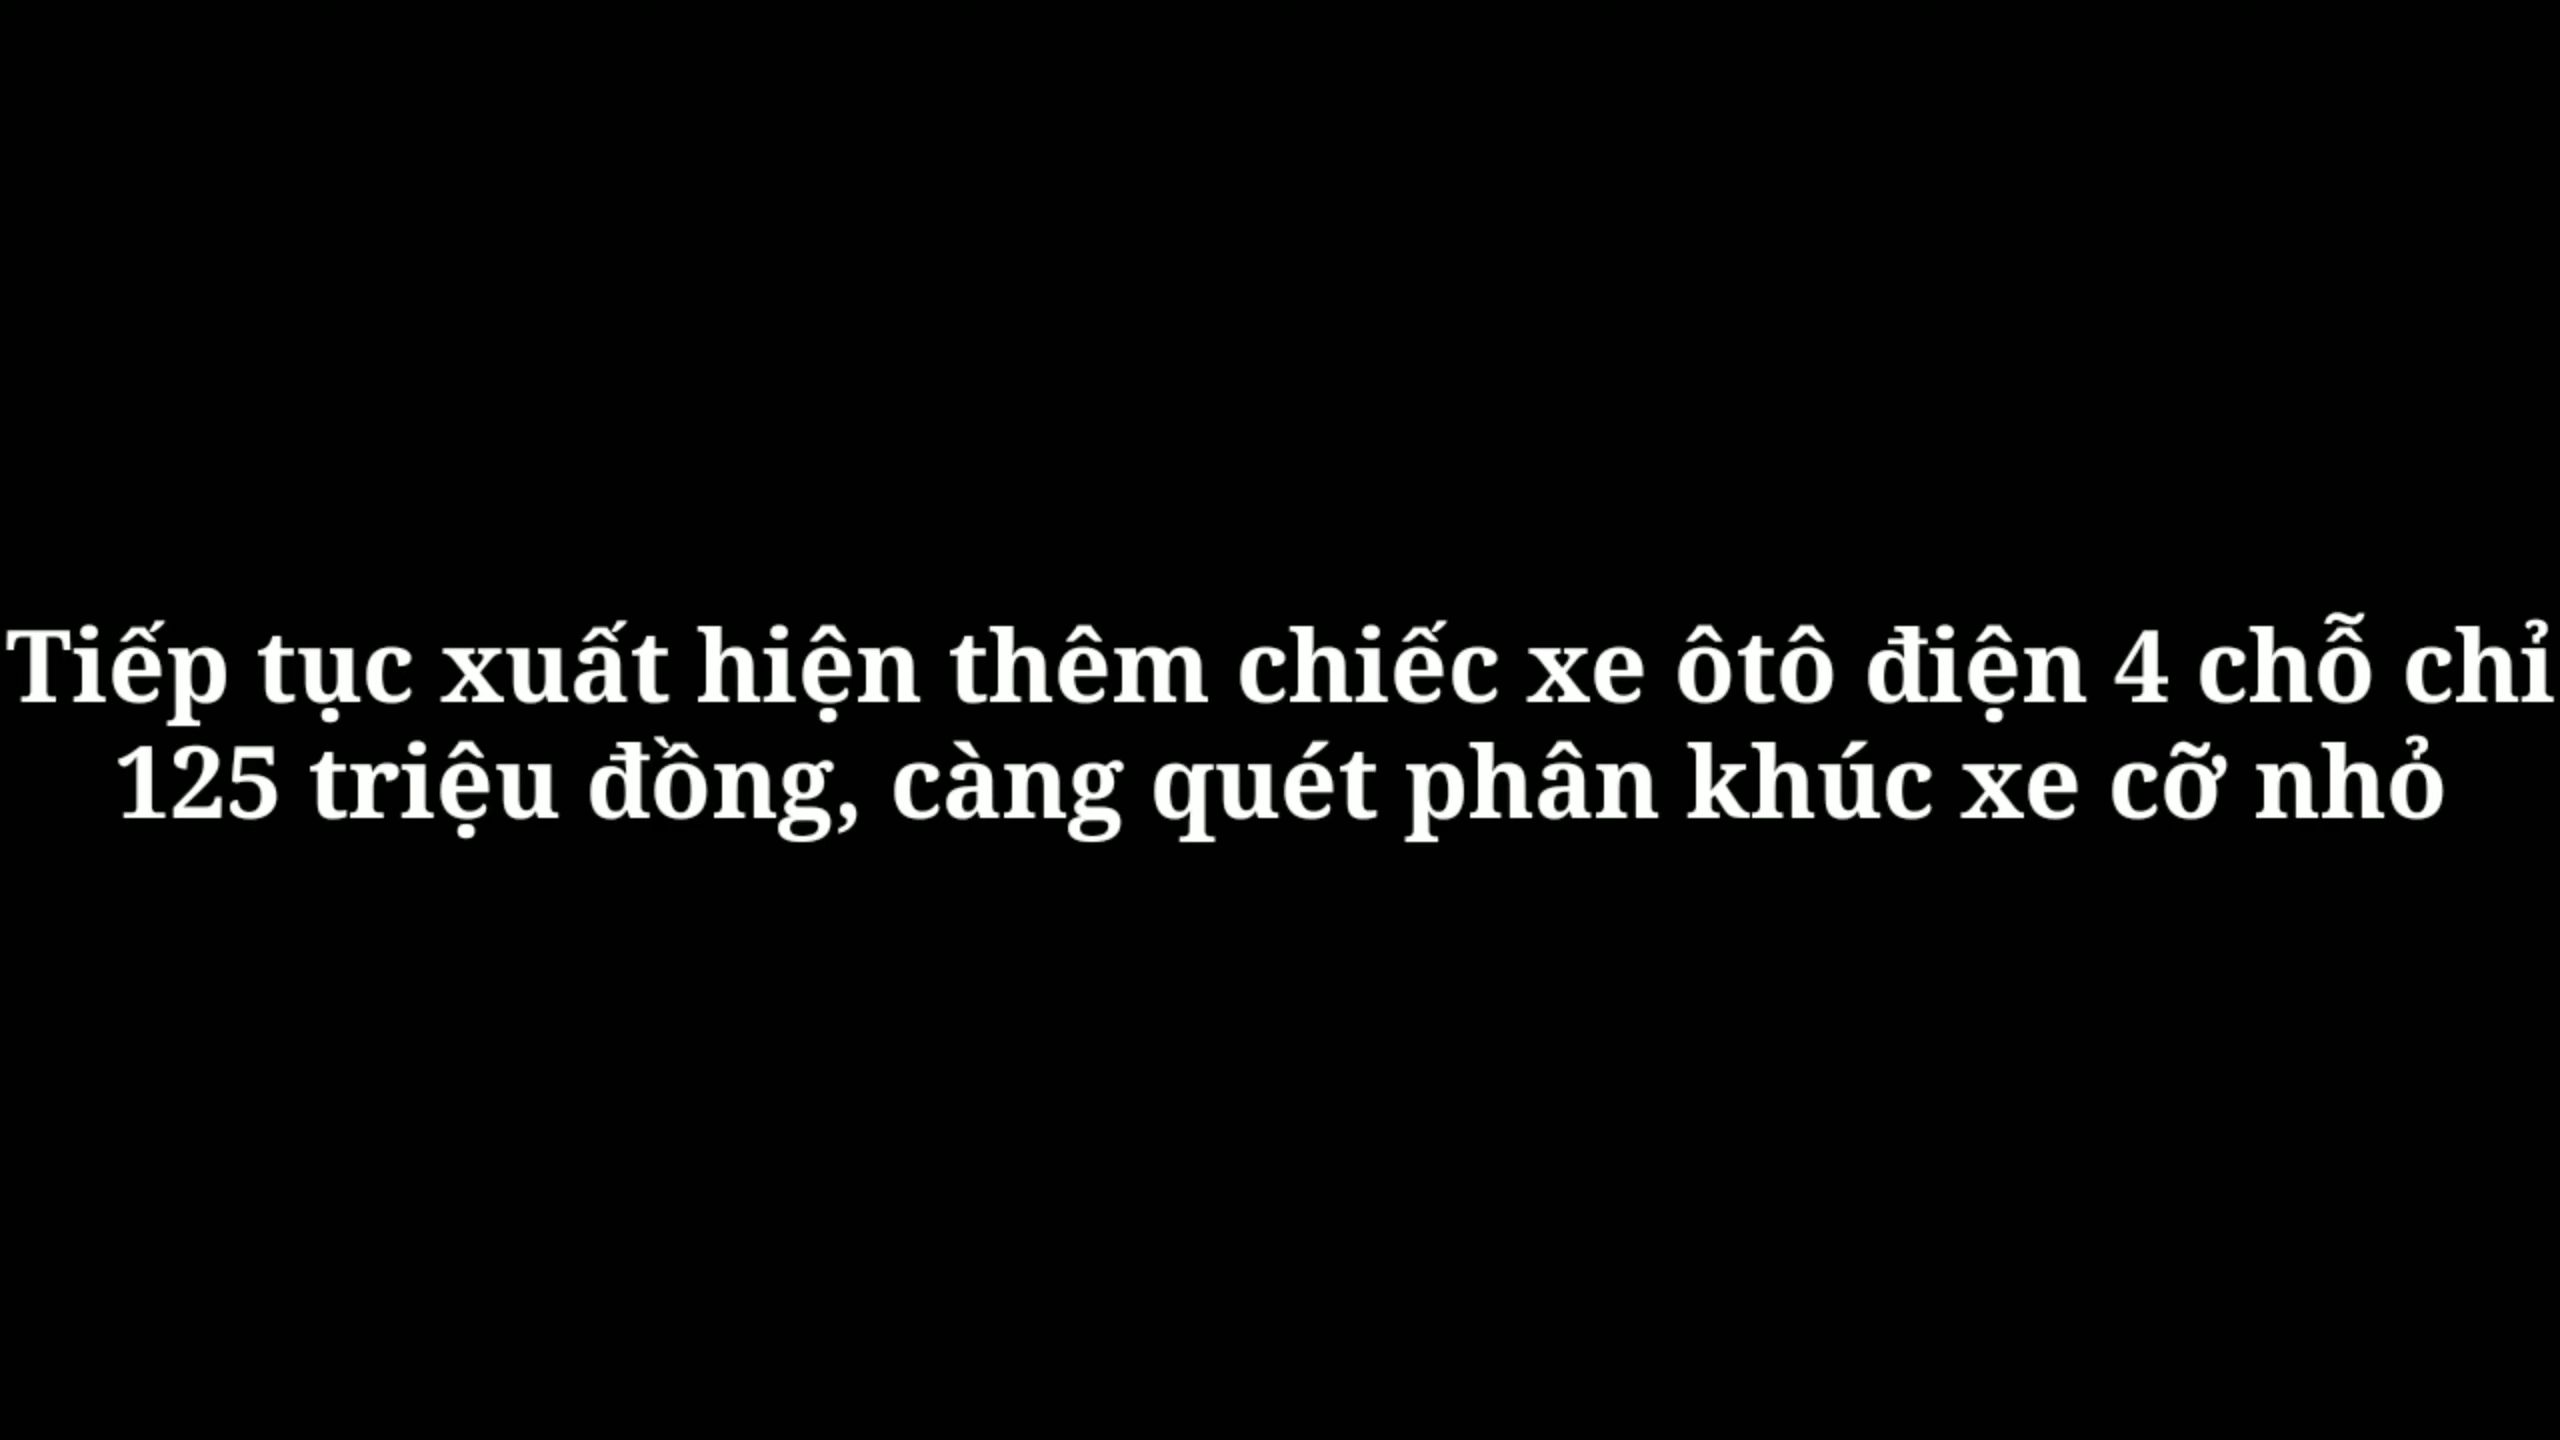 Tiếp tục xuất hiện thêm chiếc xe ôtô điện 4 chỗ chỉ
125 triệu đồng, càng quét phân khúc xe cỡ nhỏ